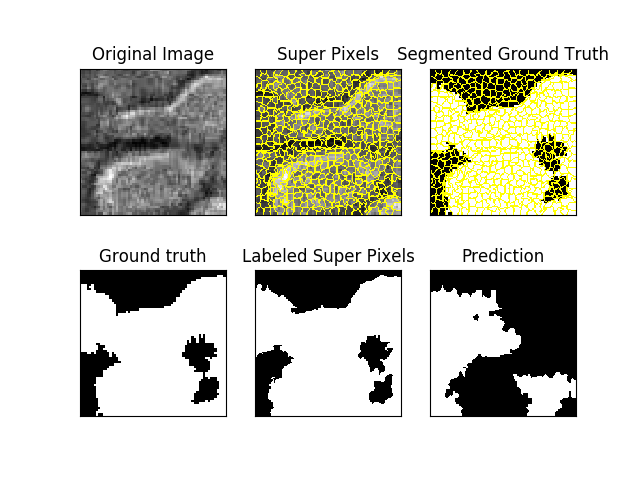 Original Image
Super Pixels
Segmented Ground Truth
Ground truth
Labeled Super Pixels
Prediction